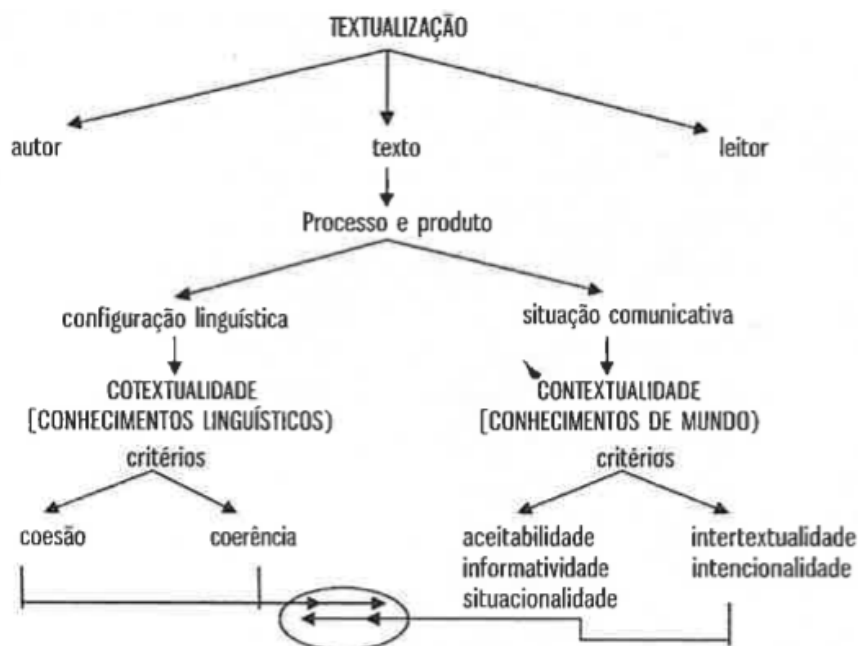 TEXTUALIZAÇÃO
autor texto leitor
Processo e produto
configuração linguística situação comunicativa
COTEXTUALIDADE CONTEXTUALIDADE
[CONHECIMENTOS LINGUÍSTICOS) [CONHECIMENTOS DE MUNDO)
critérios critérios
coesão coerência aceitabilidade intertextualidade
informatividade intencionalidade
situacionalidade